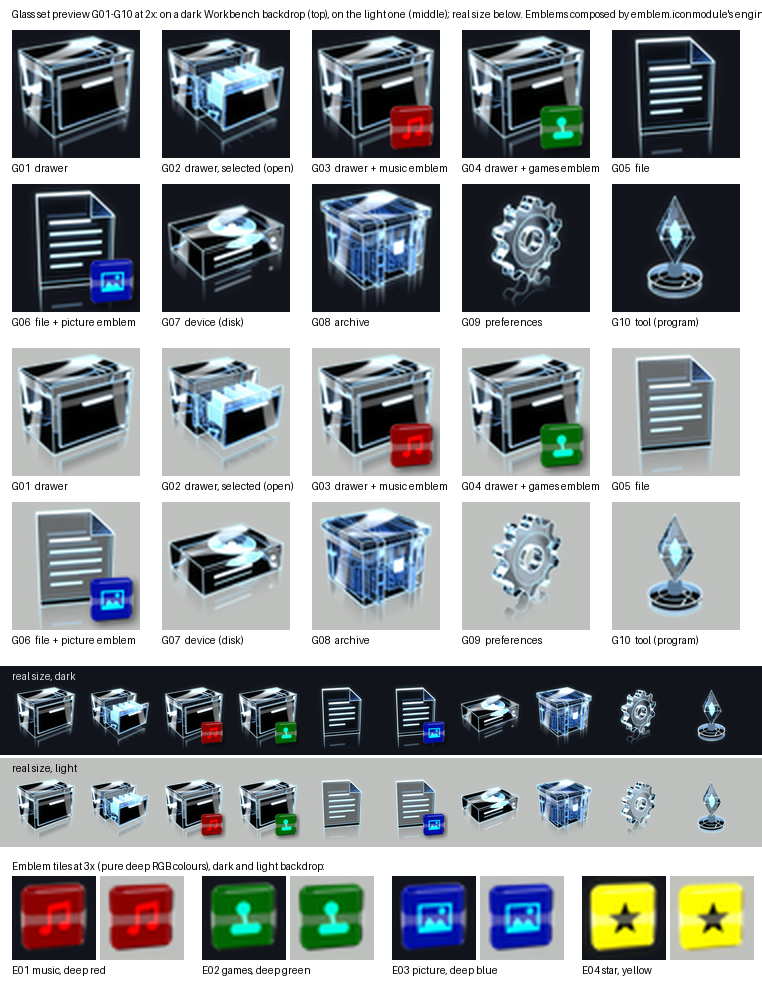 Glass set preview G01-G10 at 2x: on a dark Workbench backdrop (top), on the light one (middle); real size below. Emblems composed by emblem.iconmodule's
G01 drawer
G02 drawer, selected (open)
G03 drawer + music emblem
G04 drawer + games emblem
G05 file
G06 file + picture emblem
G07 device (disk)
G08 archive
G09 preferences
G10 tool (program)
G01 drawer
G02 drawer, selected (open)
G03 drawer + music emblem
G04 drawer + games emblem
G05 file
G06 file + picture emblem
G07 device (disk)
G08 archive
G09 preferences
G10 tool (program)
real size, dark
real size, light
Emblem tiles at 3x (pure deep RGB colours), dark and light backdrop:
E01 music, deep red
E02 games, deep green
E03 picture, deep blue
E04 star, yellow